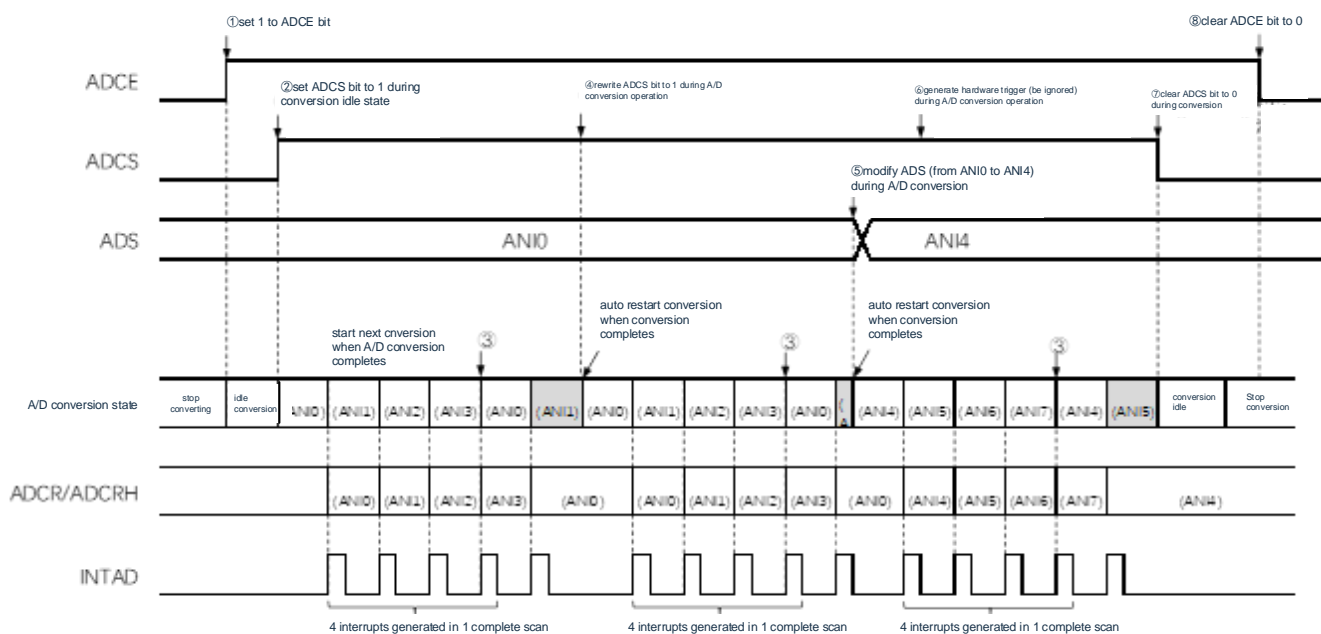 ①set 1 to ADCE bit
⑧clear ADCE bit to 0
ADCE
②set ADCS bit to 1 during
conversion idle state
④rewrite ADCS bit to 1 during A/D
conversion operation
⑥generate hardware trigger (be ignored)
during A/D conversion operation
⑦clear ADCS bit to 0
during conversion
ADCS
⑤modify ADS (from ANI0 to ANI4)
during A/D conversion
ADS
ANI0
ANI4
start next cnversion
when A/D conversion
completes
③
auto restart conversion
when conversion
completes
③
auto restart conversion
when conversion
completes
③
A/D conversion state
stop
converting
idle
conversion
ANI0) (ANI1) (ANI2) (ANI3) (ANI0) (ANI1) (ANI0) (ANI1) (ANI2) (ANI3) (ANI0) (A (ANI4) (ANI5) (ANI6) (ANI7) (ANI4) (ANI5)
conversion
idle
Stop
conversion
ADCR/ADCRH
(ANI0) (ANI1) (ANI2) (ANI3) (ANI0) (ANI0) (ANI1) (ANI2) (ANI3) (ANI0) (ANI4) (ANI5) (ANI6) (ANI7) (ANI4)
INTAD
4 interrupts generated in 1 complete scan
4 interrupts generated in 1 complete scan
4 interrupts generated in 1 complete scan